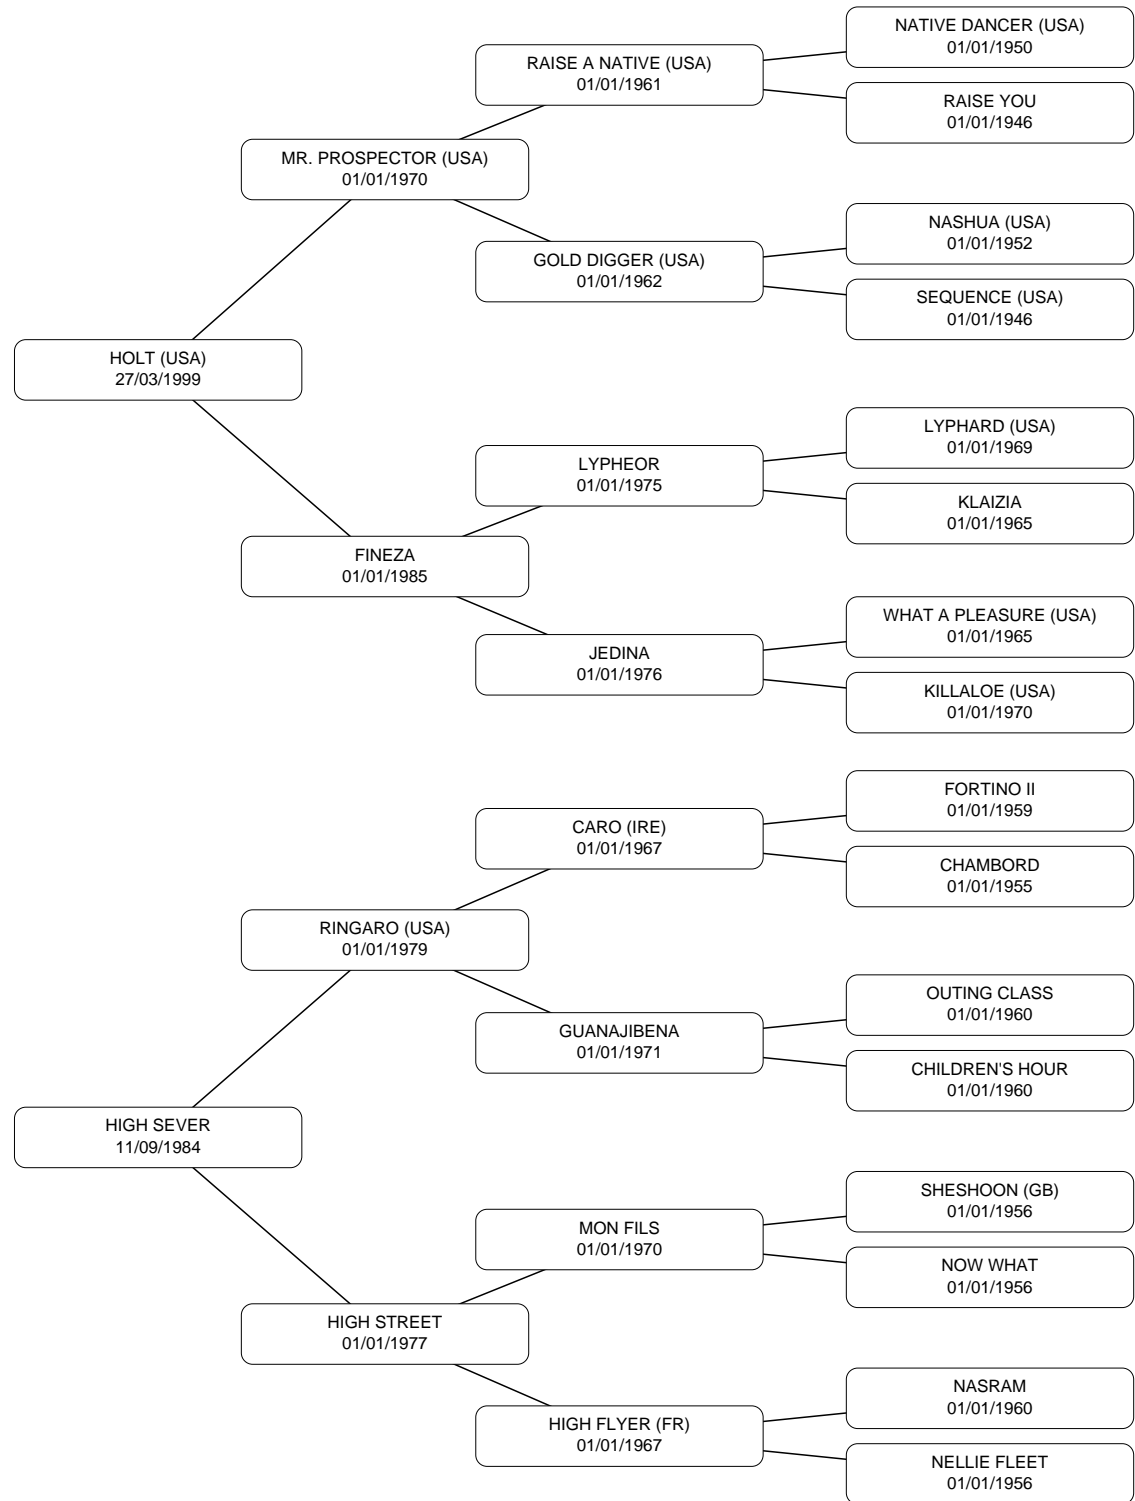 NATIVE DANCER (USA)
01/01/1950
RAISE A NATIVE (USA)
01/01/1961
RAISE YOU
01/01/1946
MR. PROSPECTOR (USA)
01/01/1970
NASHUA (USA)
01/01/1952
GOLD DIGGER (USA)
01/01/1962
SEQUENCE (USA)
01/01/1946
HOLT (USA)
27/03/1999
LYPHARD (USA)
01/01/1969
LYPHEOR
01/01/1975
KLAIZIA
01/01/1965
FINEZA
01/01/1985
WHAT A PLEASURE (USA)
01/01/1965
JEDINA
01/01/1976
KILLALOE (USA)
01/01/1970
FORTINO II
01/01/1959
CARO (IRE)
01/01/1967
CHAMBORD
01/01/1955
RINGARO (USA)
01/01/1979
OUTING CLASS
01/01/1960
GUANAJIBENA
01/01/1971
CHILDREN'S HOUR
01/01/1960
HIGH SEVER
11/09/1984
SHESHOON (GB)
01/01/1956
MON FILS
01/01/1970
NOW WHAT
01/01/1956
HIGH STREET
01/01/1977
NASRAM
01/01/1960
HIGH FLYER (FR)
01/01/1967
NELLIE FLEET
01/01/1956